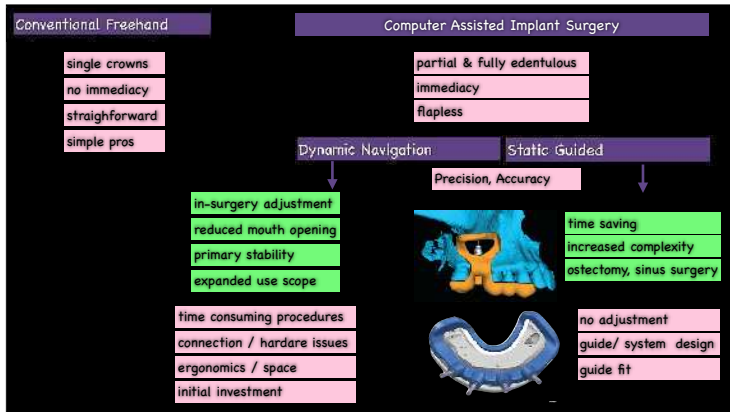 Conventional Freehand
Computer Assisted Implant Surgery
single crowns
no immediacy
straighforward
simple pros
partial & fully edentulous
immediacy
flapless
Dynamic Navigation
Static Guided
Precision, Accuracy
in-surgery adjustment
reduced mouth opening
primary stability
expanded use scope
time saving
increased complexity
ostectomy, sinus surgery
time consuming procedures
connection / hardare issues
ergonomics / space
initial investment
no adjustment
guide/ system design
guide fit